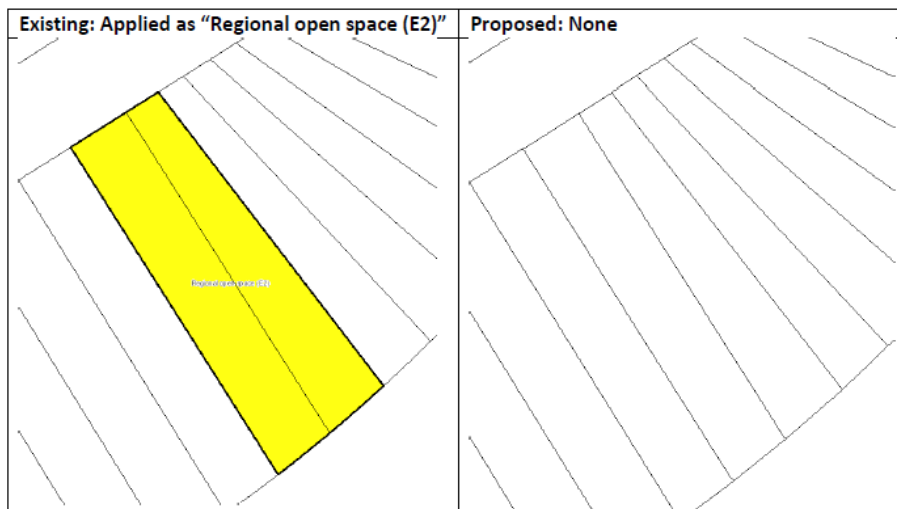 Existing: Applied as “Regional open space (E2)”
Proposed: None
Regional open space (E2)